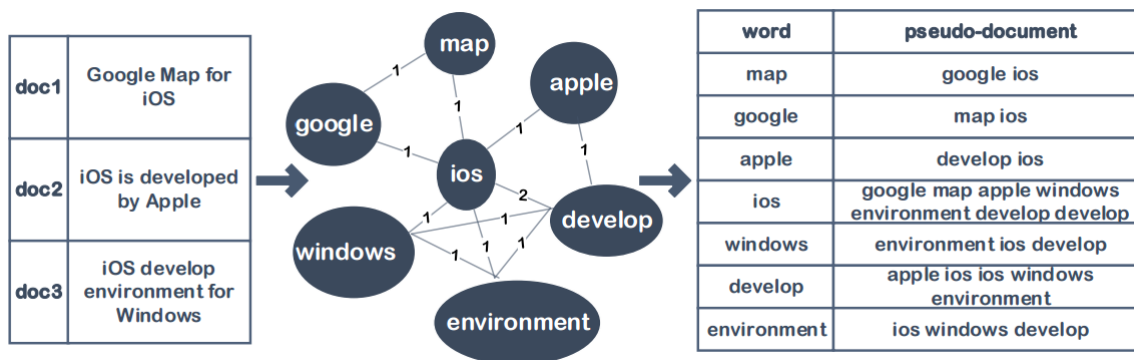 doc1
Google Map for
iOS
doc2
iOS is developed
by Apple
doc3
iOS develop
environment for
Windows
map
apple
google
ios
develop
windows
environment
1
1
1
1
1
2
1
1
1
1
1
word
pseudo-document
map
google ios
google
map ios
apple
develop ios
ios
google map apple windows
environment develop develop
windows
environment ios develop
develop
apple ios ios windows
environment
environment
ios windows develop